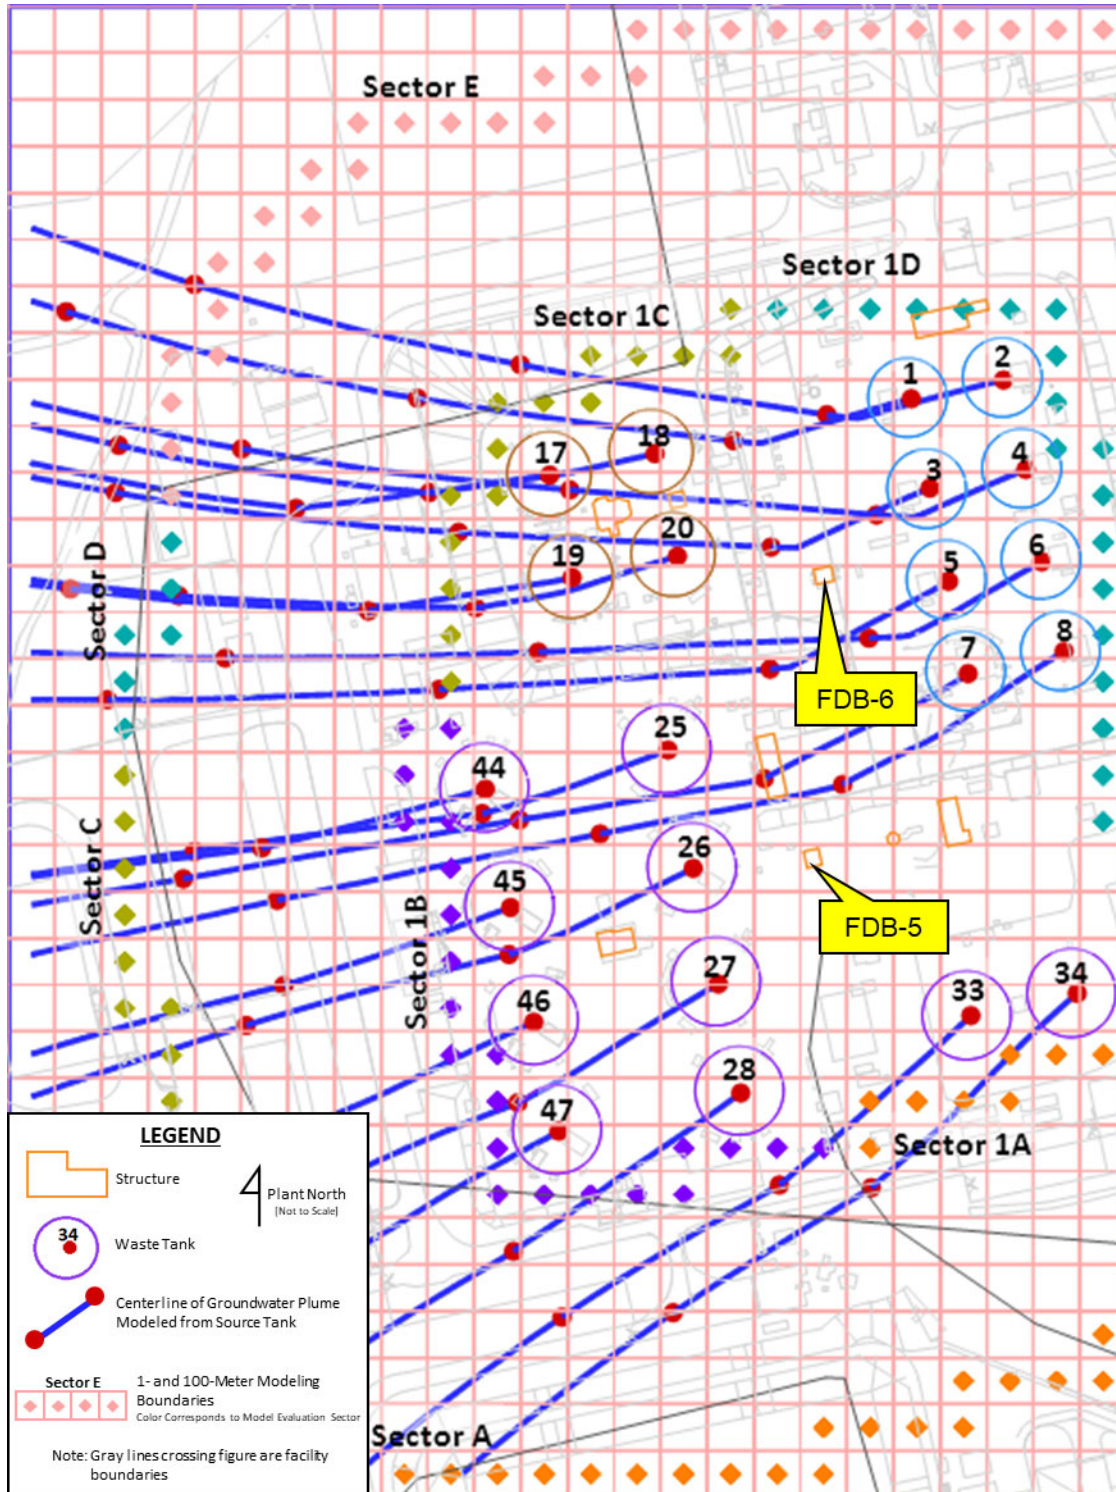 Sector E
Sector 1D
Sector 1C
1
2
17
18
3
4
19
20
5
6
Sector D
7
8
FDB-6
25
44
Sector C
26
45
Sector 1B
FDB-5
27
46
33
34
28
47
Sector 1A
LEGEND
Structure
Plant North
(Not to Scale)
34
Waste Tank
Centerline of Groundwater Plume
Modeled from Source Tank
Sector E
1- and 100-Meter Modeling
Boundaries
Color Corresponds to Model Evaluation Sector
Note: Gray lines crossing figure are facility
boundaries
Sector A